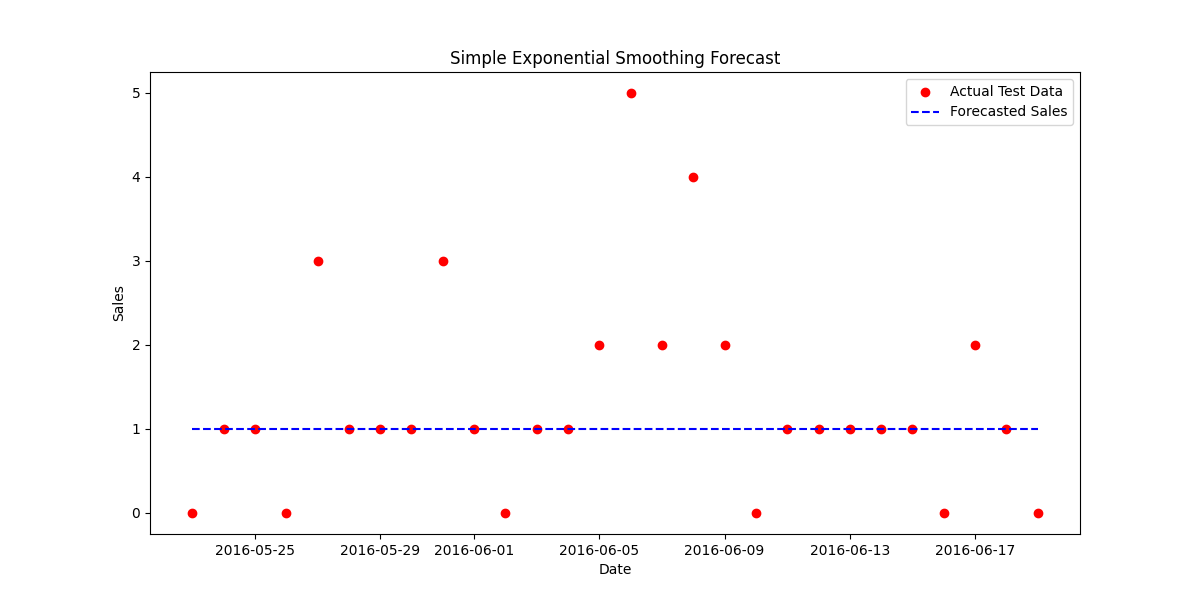 Simple Exponential Smoothing Forecast
Actual Test Data
Forecasted Sales
5
4
3
2
1
0
Sales
2016-05-25 2016-05-29 2016-06-01 2016-06-05 2016-06-09 2016-06-13 2016-06-17
Date